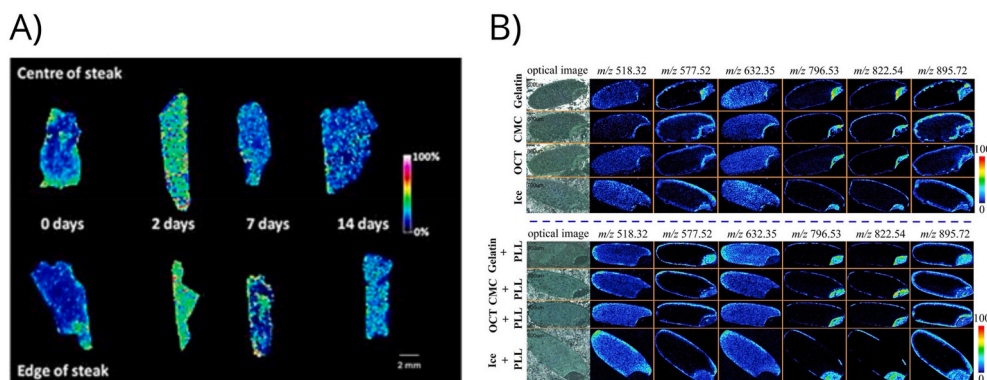 A)
Centre of steak
100%
0%
0 days
2 days
7 days
14 days
2 mm
Edge of steak
B)
optical image m/z 518.32 m/z 577.52 m/z 632.35 m/z 796.53 m/z 822.54 m/z 895.72
Gelatin
CMC
OCT
Ice
100
0
optical image m/z 518.32 m/z 577.52 m/z 632.35 m/z 796.53 m/z 822.54 m/z 895.72
Gelatin + PLL
CMC + PLL
OCT + PLL
Ice + PLL
100
0